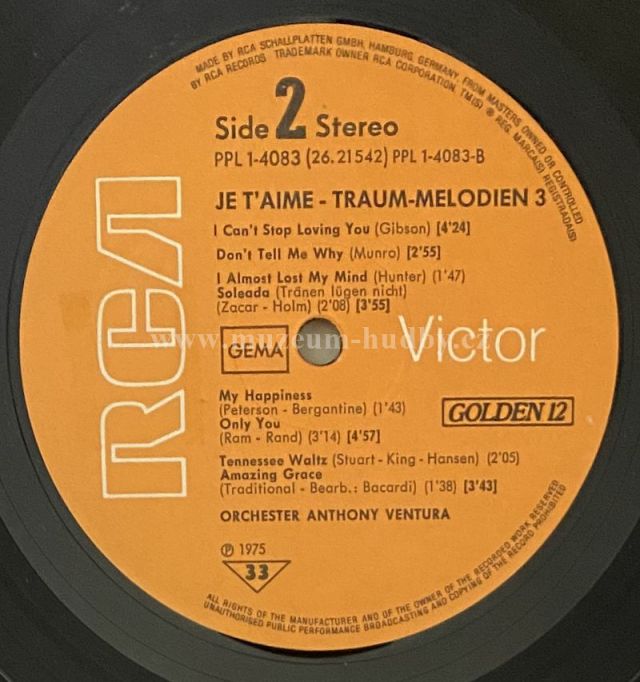 MADE BY RCA SCHALLPLATTEN GMBH, HAMBURG, GERMANY, FROM MASTERS OWNED OR CONTROLLED
BY RCA RECORDS TRADEMARK OWNER RCA CORPORATION TM(S) ® REG. MARCA(S) REGISTRADA(S)
Side 2 Stereo
PPL 1-4083 (26.21542) PPL 1-4083-B
JE T'AIME - TRAUM-MELODIEN 3
I Can't Stop Loving You (Gibson) [4'24]
Don't Tell Me Why (Munro) [2'55]
I Almost Lost My Mind (Hunter) (1'47)
Soleada (Tränen lügen nicht)
(Zacar - Holm) (2'08) [3'55]
RCA
GEMA
Victor
www.muzeum-hudby.cz
My Happiness
(Peterson - Bergantine) (1'43)
GOLDEN 12
Only You
(Ram - Rand) (3'14) [4'57]
Tennessee Waltz (Stuart - King - Hansen) (2'05)
Amazing Grace
(Traditional - Bearb.: Bacardi) (1'38) [3'43]
ORCHESTER ANTHONY VENTURA
℗ 1975
33
ALL RIGHTS OF THE MANUFACTURER AND OF THE OWNER OF THE RECORDED WORK RESERVED
UNAUTHORISED PUBLIC PERFORMANCE BROADCASTING AND COPYING OF THE RECORD PROHIBITED